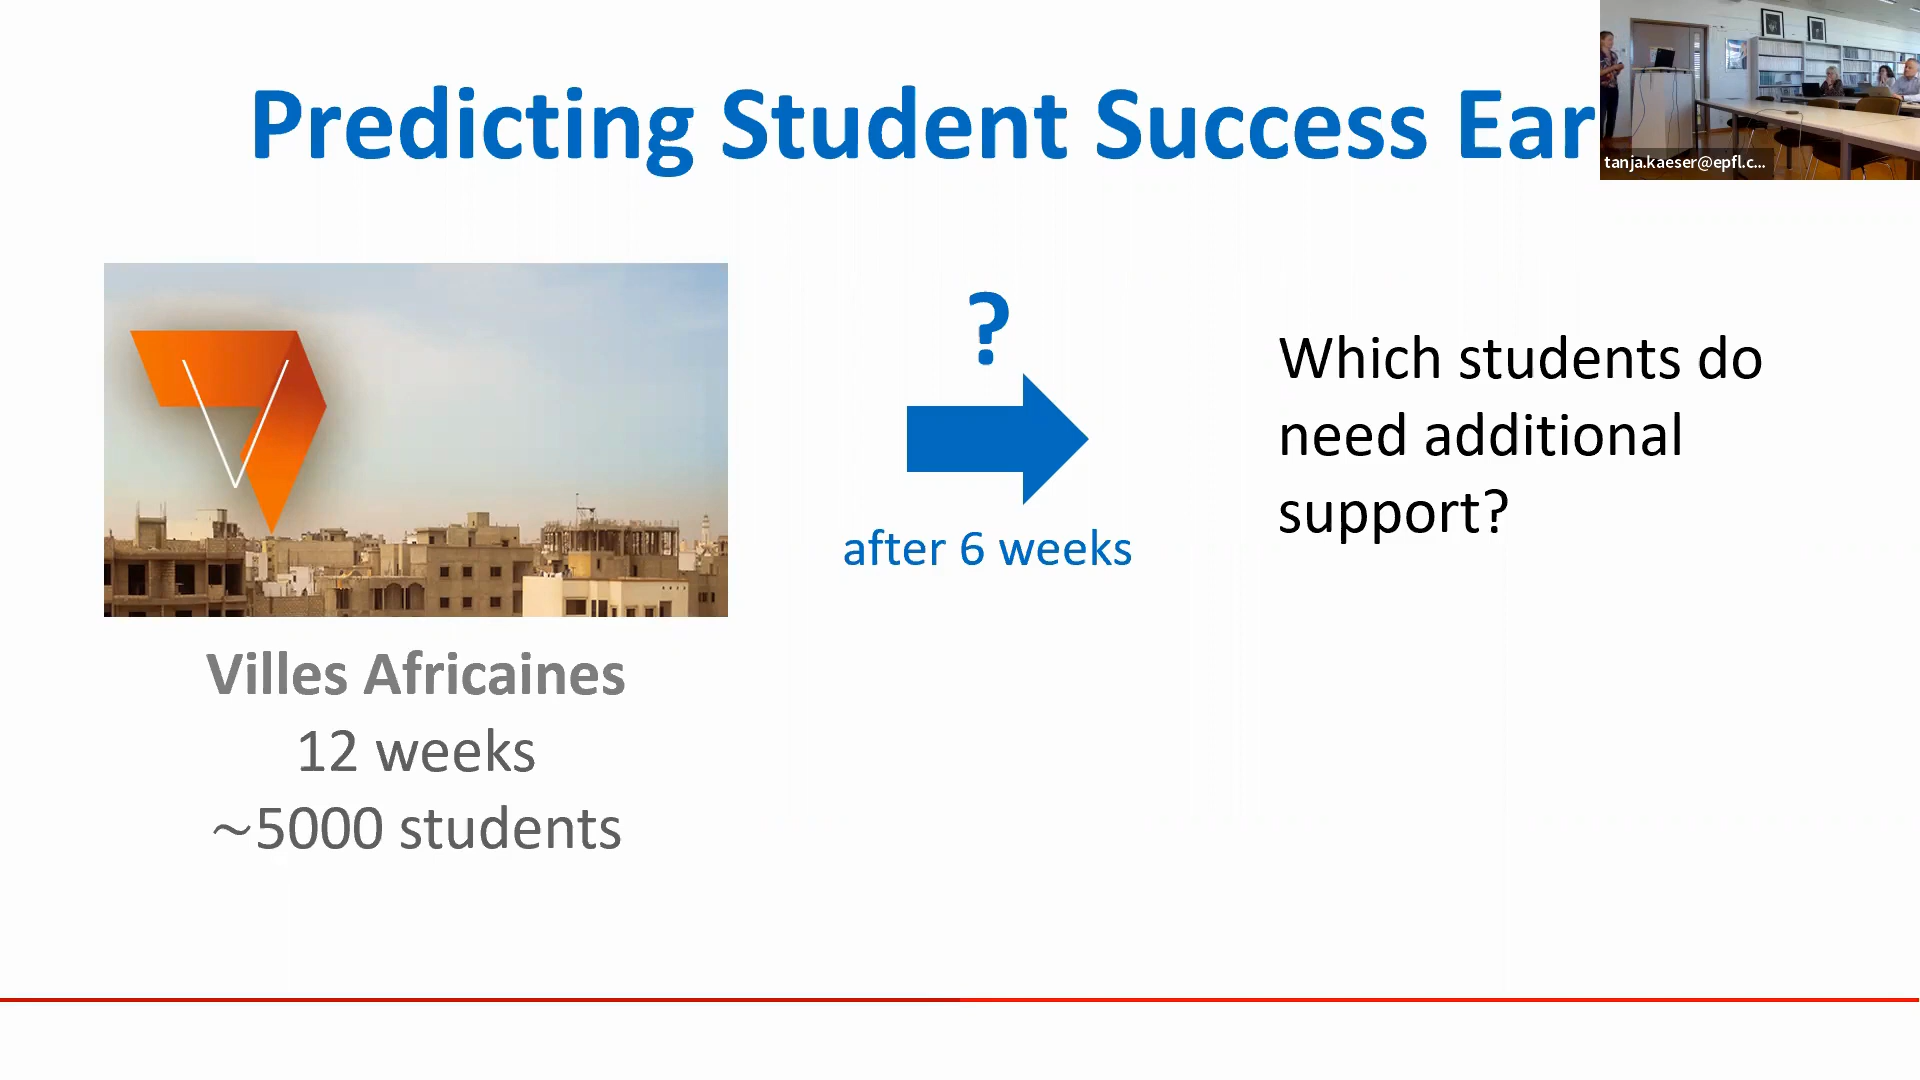 Predicting Student Success Ear
tanja.kaeser@epfl.c...
?
after 6 weeks
Which students do
need additional
support?
Villes Africaines
12 weeks
~5000 students